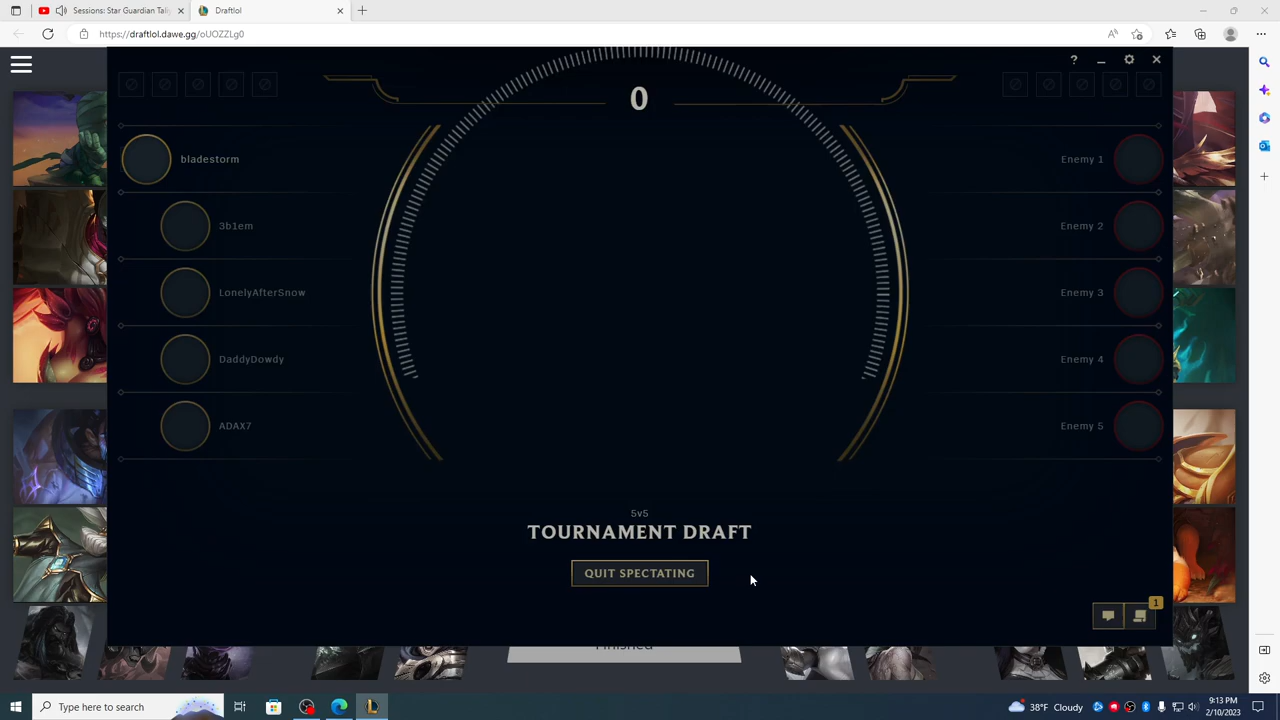 Sessions: Star Guardian Tali
Draftlol
https://draftlol.dawe.gg/oUOZZLg0
0
bladestorm
Enemy 1
3b1em
Enemy 2
LonelyAfterSnow
Enemy 3
DaddyDowdy
Enemy 4
ADAX7
Enemy 5
5v5
TOURNAMENT DRAFT
QUIT SPECTATING
1
Finished
Type here to search
38°F Cloudy
9:13 PM
2/10/2023